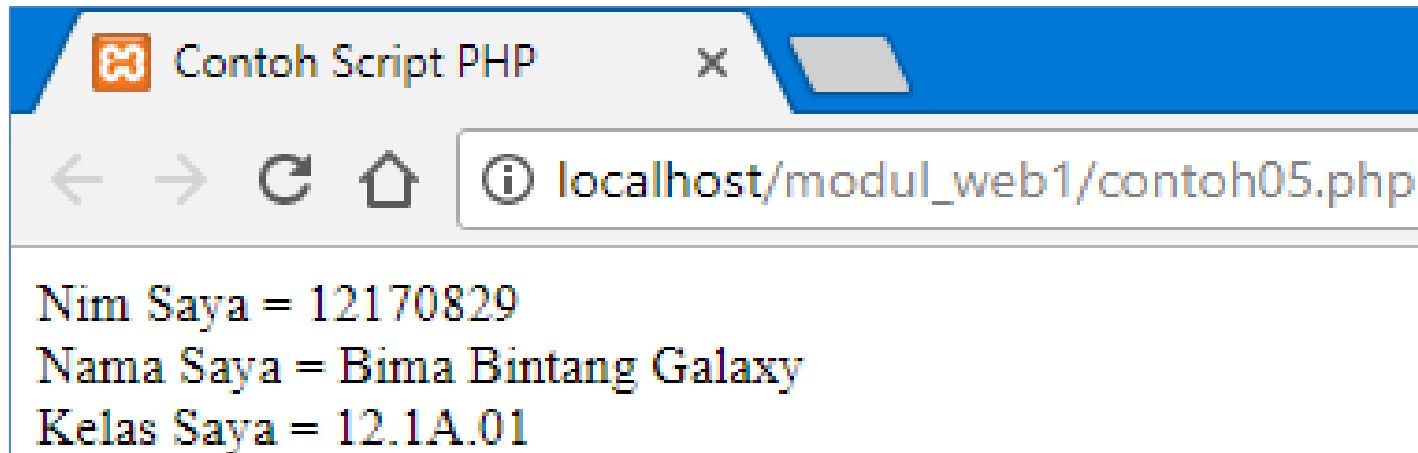 Contoh Script PHP
localhost/modul_web1/contoh05.php
Nim Saya = 12170829
Nama Saya = Bima Bintang Galaxy
Kelas Saya = 12.1A.01